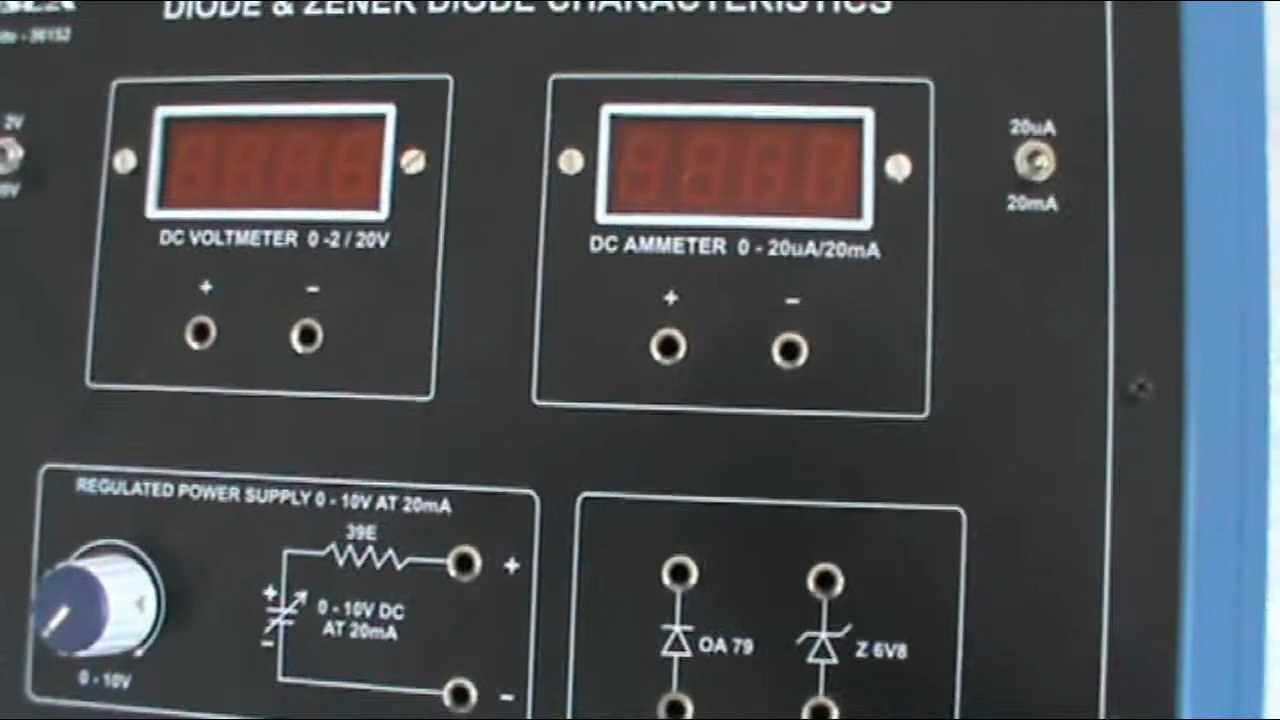 DIODE & ZENER DIODE CHARACTERISTICS
2V
20uA
20mA
DC VOLTMETER 0 -2 / 20V
DC AMMETER 0 - 20uA/20mA
+ -
+ -
REGULATED POWER SUPPLY 0 - 10V AT 20mA
39E
+
+
0 - 10V DC
AT 20mA
-
OA 79
Z 6V8
0 - 10V
-